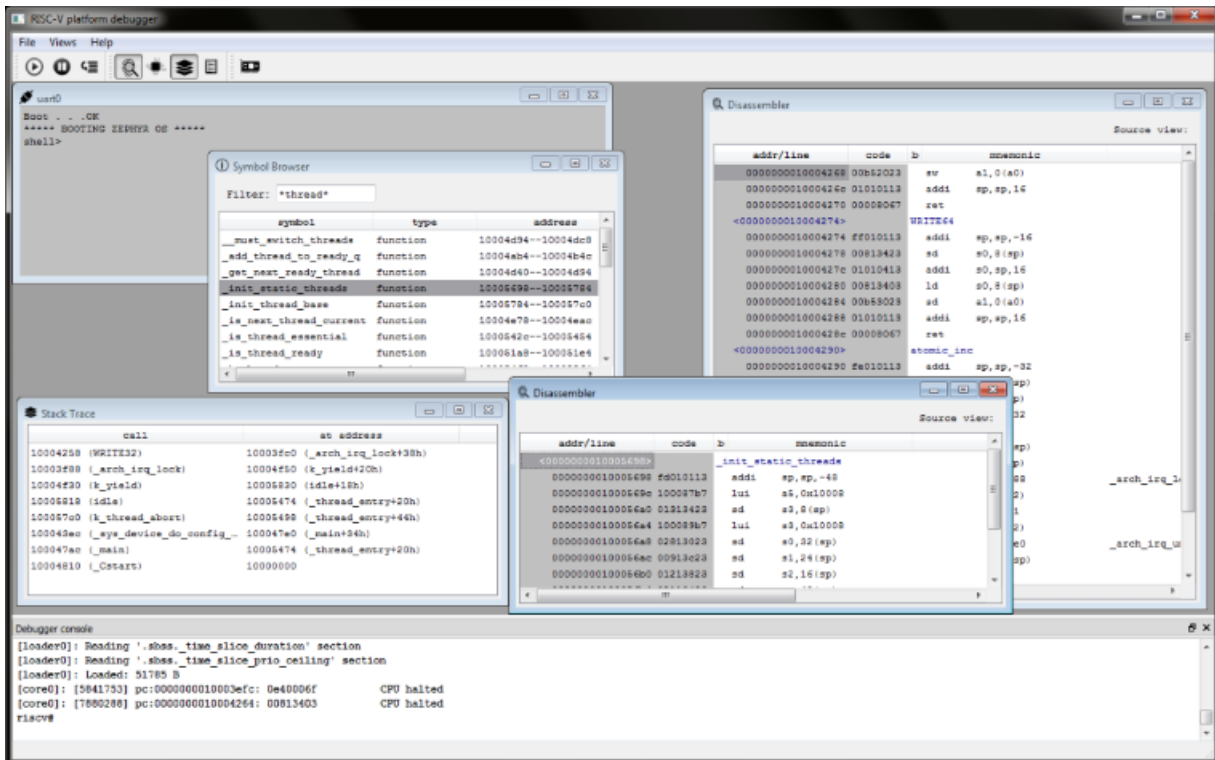 RISC-V platform debugger
File Views Help
uart0
Boot . . .OK
***** BOOTING ZEPHYR OS *****
shell>
Symbol Browser
Filter: *thread*
symbol type address
__must_switch_threads function 10004d94--10004dc8
_add_thread_to_ready_q function 10004ab4--10004b4c
_get_next_ready_thread function 10004d40--10004d94
_init_static_threads function 10005698--10005784
_init_thread_base function 10005784--100057c0
_is_next_thread_current function 10004e78--10004eac
_is_thread_essential function 1000542c--10005454
_is_thread_ready function 100051a8--100051e4
Stack Trace
call at address
10004258 (WRITE32) 10003fc0 (_arch_irq_lock+38h)
10003f88 (_arch_irq_lock) 10004f50 (k_yield+20h)
10004f30 (k_yield) 10005830 (idle+18h)
10005818 (idle) 10005474 (_thread_entry+20h)
100057c0 (k_thread_abort) 10005498 (_thread_entry+44h)
100043ec (_sys_device_do_config_… 100047e0 (_main+34h)
100047ac (_main) 10005474 (_thread_entry+20h)
10004810 (_Cstart) 10000000
Disassembler
Source view:
addr/line code b mnemonic
0000000010004268 00b52023 sw a1,0(a0)
000000001000426c 01010113 addi sp,sp,16
0000000010004270 00008067 ret
<0000000010004274> WRITE64
0000000010004274 ff010113 addi sp,sp,-16
0000000010004278 00813423 sd s0,8(sp)
000000001000427c 01010413 addi s0,sp,16
0000000010004280 00813403 ld s0,8(sp)
0000000010004284 00b53023 sd a1,0(a0)
0000000010004288 01010113 addi sp,sp,16
000000001000428c 00008067 ret
<0000000010004290> atomic_inc
0000000010004290 fe010113 addi sp,sp,-32
Disassembler
Source view:
addr/line code b mnemonic
<0000000010005698> _init_static_threads
0000000010005698 fd010113 addi sp,sp,-48
000000001000569c 100087b7 lui a5,0x10008
00000000100056a0 01313423 sd s3,8(sp)
00000000100056a4 100089b7 lui s3,0x10008
00000000100056a8 02813023 sd s0,32(sp)
00000000100056ac 00913c23 sd s1,24(sp)
00000000100056b0 01213823 sd s2,16(sp)
Debugger console
[loader0]: Reading '.sbss._time_slice_duration' section
[loader0]: Reading '.sbss._time_slice_prio_ceiling' section
[loader0]: Loaded: 51785 B
[core0]: [5841753] pc:0000000010003efc: 0e40006f CPU halted
[core0]: [7880288] pc:0000000010004264: 00813403 CPU halted
riscv#